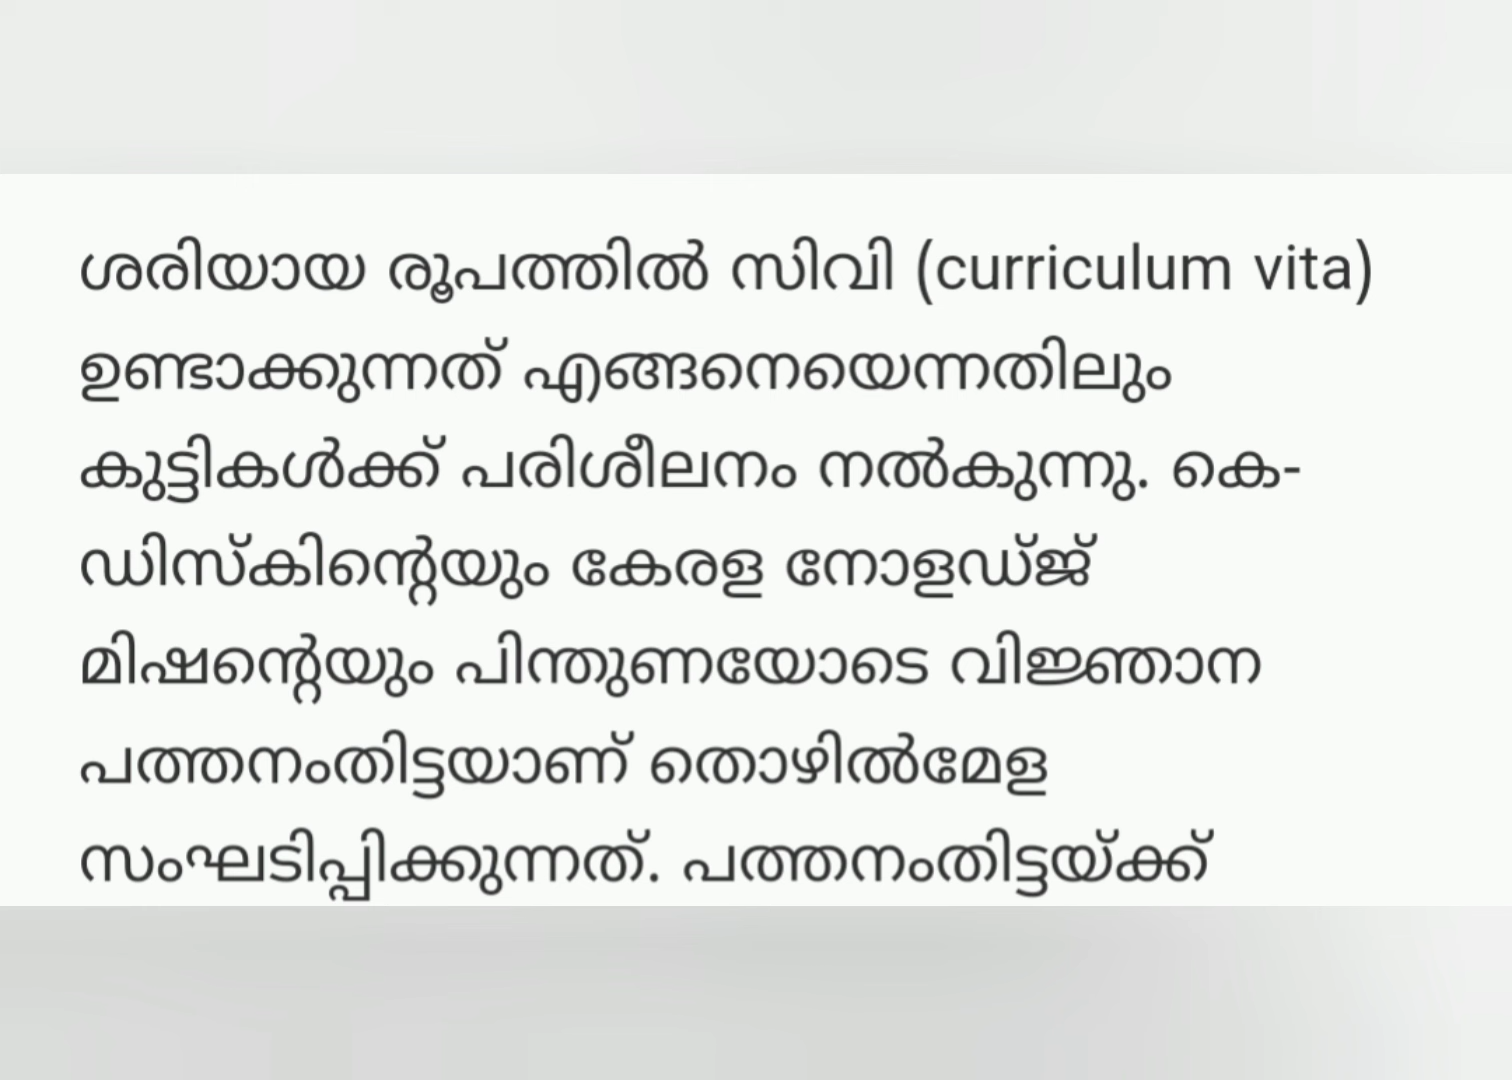 ശരിയായ രൂപത്തിൽ സിവി (curriculum vita)
ഉണ്ടാക്കുന്നത് എങ്ങനെയെന്നതിലും
കുട്ടികൾക്ക് പരിശീലനം നൽകുന്നു. കെ-
ഡിസ്കിന്റെയും കേരള നോളഡ്ജ്
മിഷന്റെയും പിന്തുണയോടെ വിജ്ഞാന
പത്തനംതിട്ടയാണ് തൊഴിൽമേള
സംഘടിപ്പിക്കുന്നത്. പത്തനംതിട്ടയ്ക്ക്